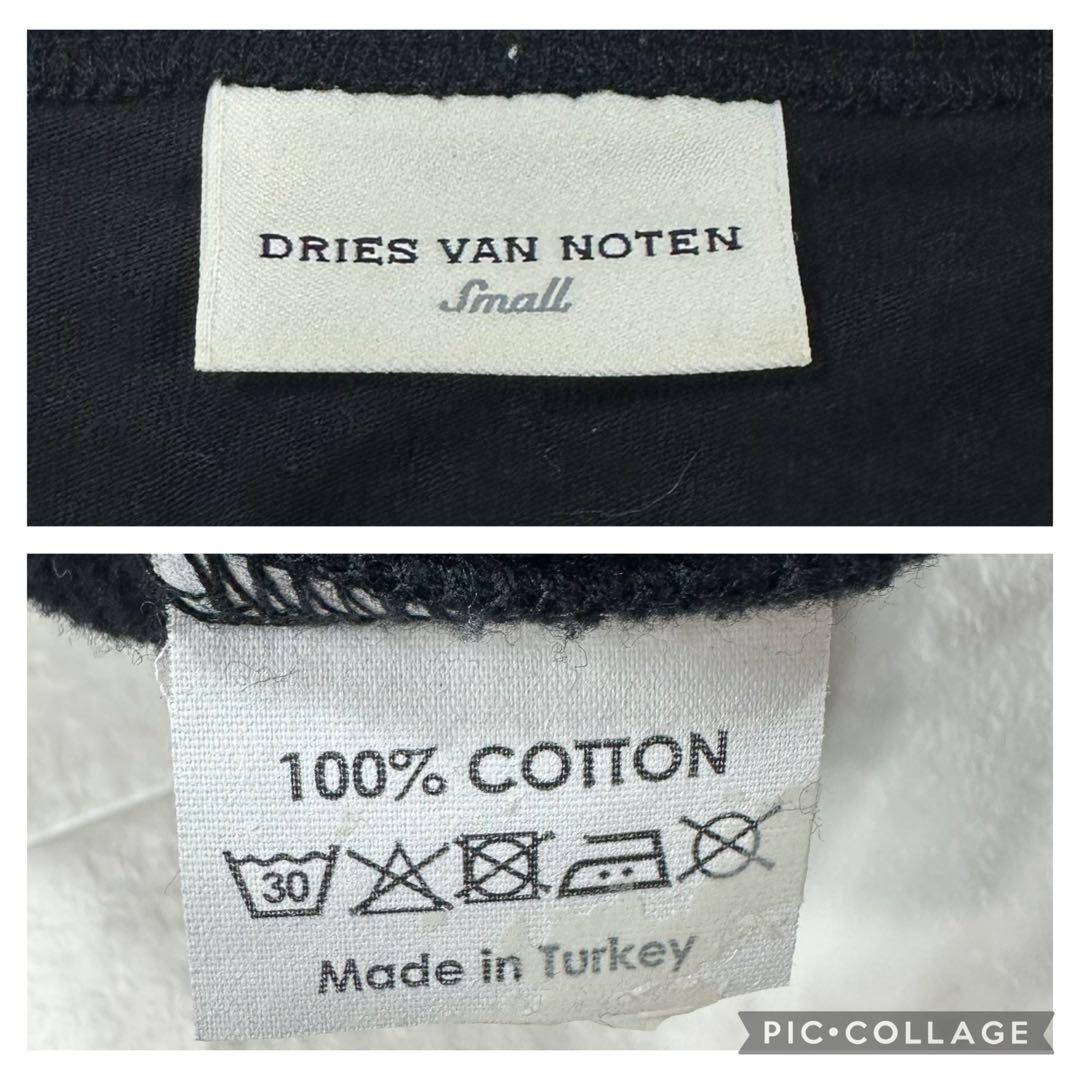 DRIES VAN NOTEN
Small
100% COTTON
30
Made in Turkey
PIC•COLLAGE